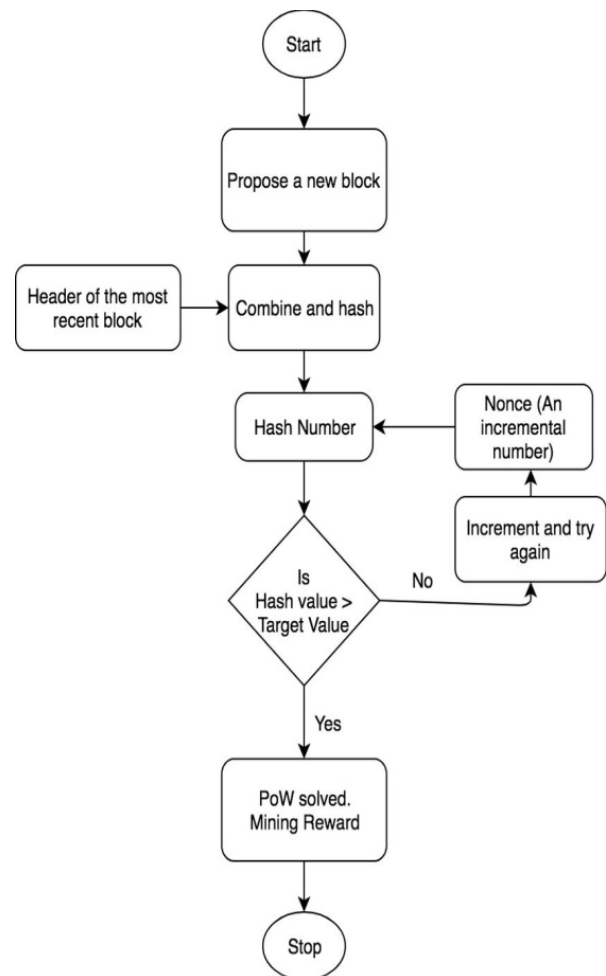 Start
Propose a new block
Header of the most
recent block
Combine and hash
Hash Number
Nonce (An
incremental
number)
Increment and try
again
Is
Hash value >
Target Value
No
Yes
PoW solved.
Mining Reward
Stop